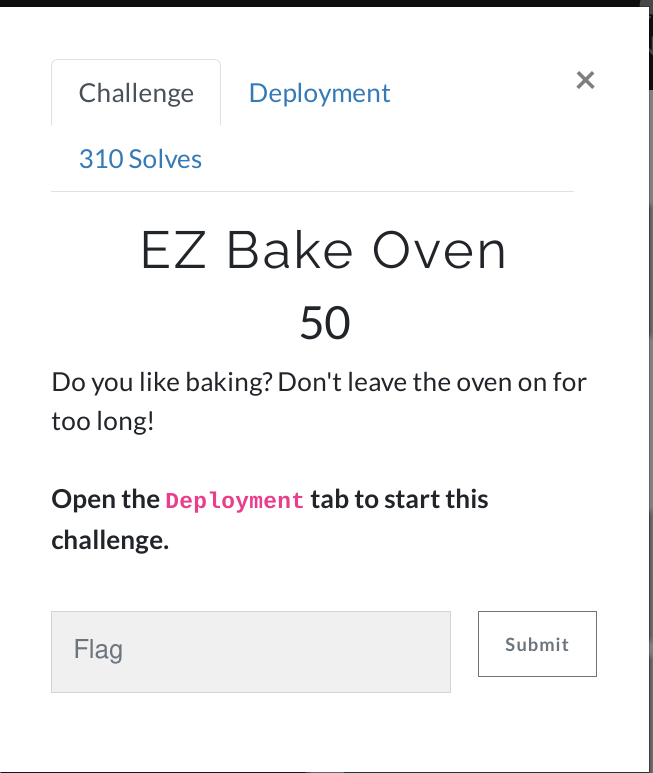 Challenge
Deployment
×
310 Solves
EZ Bake Oven
50
Do you like baking? Don't leave the oven on for
too long!
Open the Deployment tab to start this
challenge.
Flag
Submit